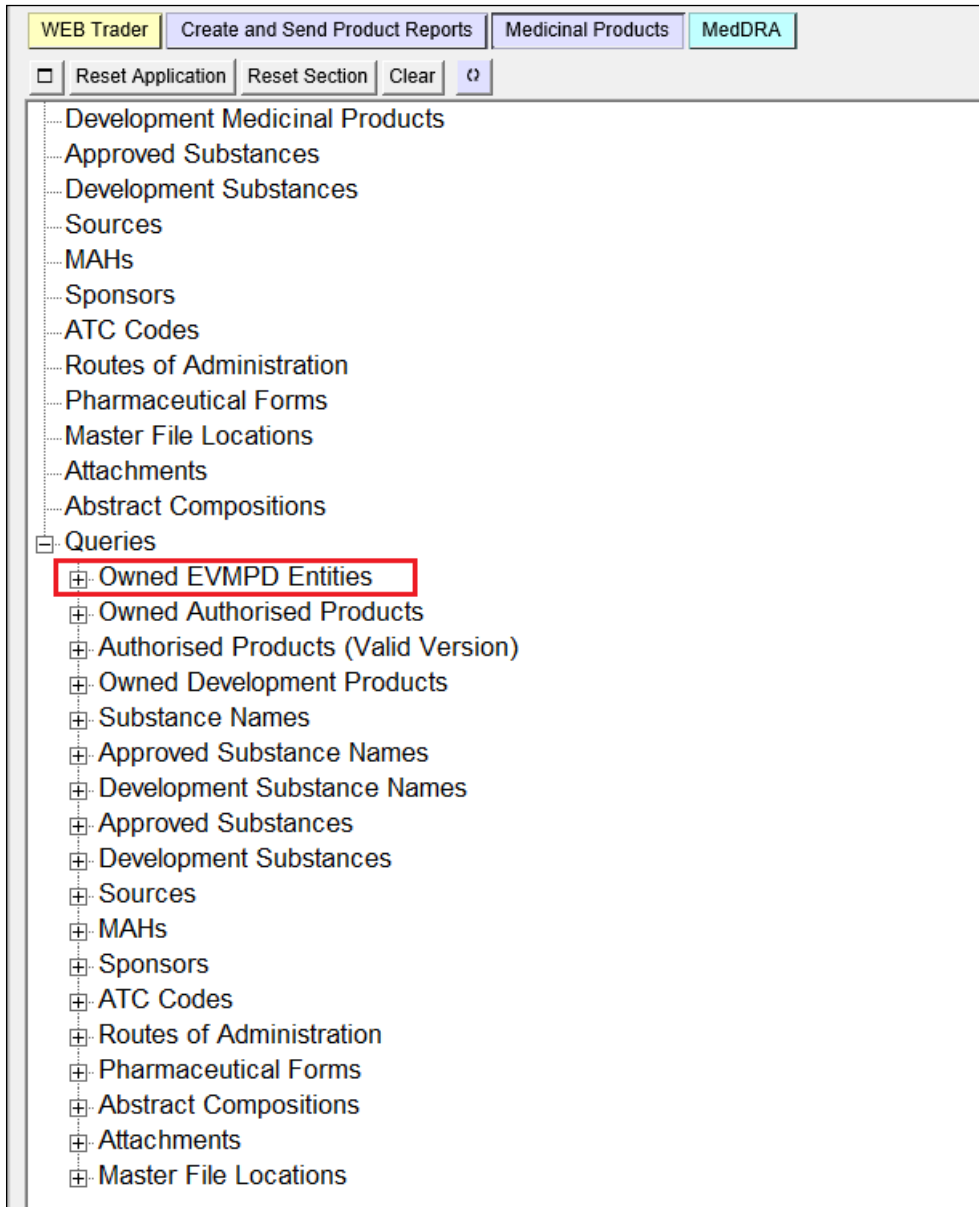 WEB Trader Create and Send Product Reports Medicinal Products MedDRA
Reset Application Reset Section Clear
Development Medicinal Products
Approved Substances
Development Substances
Sources
MAHs
Sponsors
ATC Codes
Routes of Administration
Pharmaceutical Forms
Master File Locations
Attachments
Abstract Compositions
Queries
Owned EVMPD Entities
Owned Authorised Products
Authorised Products (Valid Version)
Owned Development Products
Substance Names
Approved Substance Names
Development Substance Names
Approved Substances
Development Substances
Sources
MAHs
Sponsors
ATC Codes
Routes of Administration
Pharmaceutical Forms
Abstract Compositions
Attachments
Master File Locations